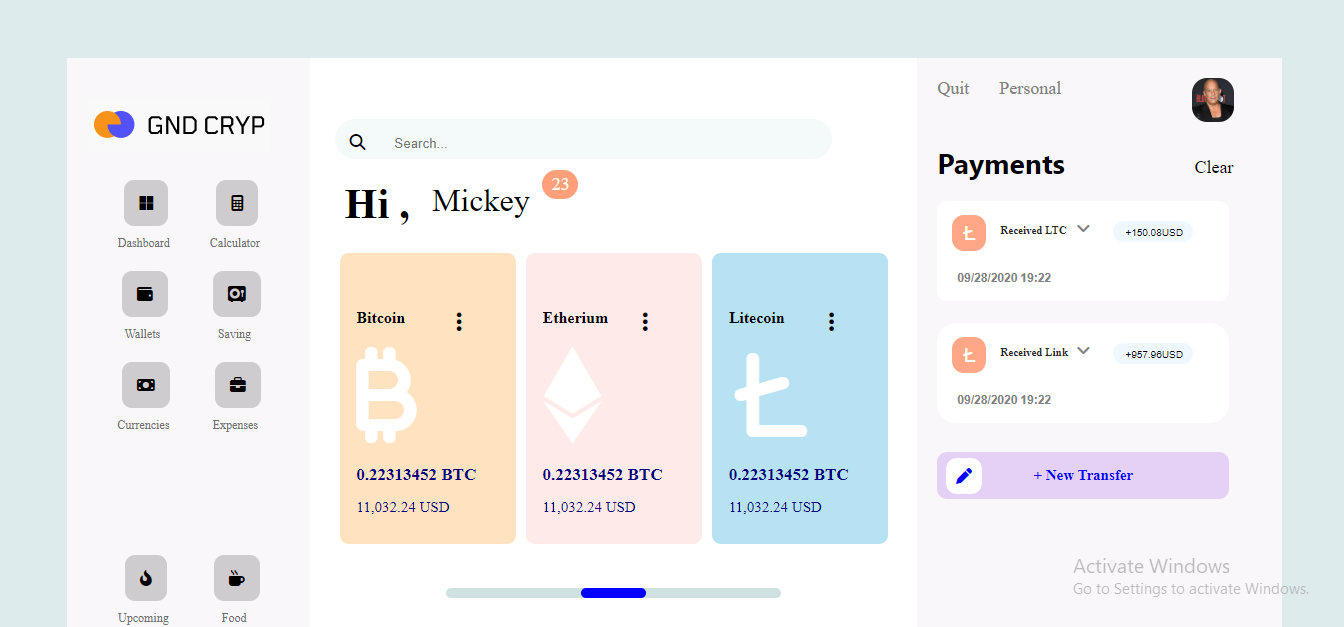 GND CRYP
Dashboard
Calculator
Wallets
Saving
Currencies
Expenses
Upcoming
Food
Search...
Hi , Mickey 23
Bitcoin
0.22313452 BTC
11,032.24 USD
Etherium
0.22313452 BTC
11,032.24 USD
Litecoin
0.22313452 BTC
11,032.24 USD
Quit Personal
Payments Clear
Received LTC +150.08USD
09/28/2020 19:22
Received Link +957.96USD
09/28/2020 19:22
+ New Transfer
Activate Windows
Go to Settings to activate Windows.